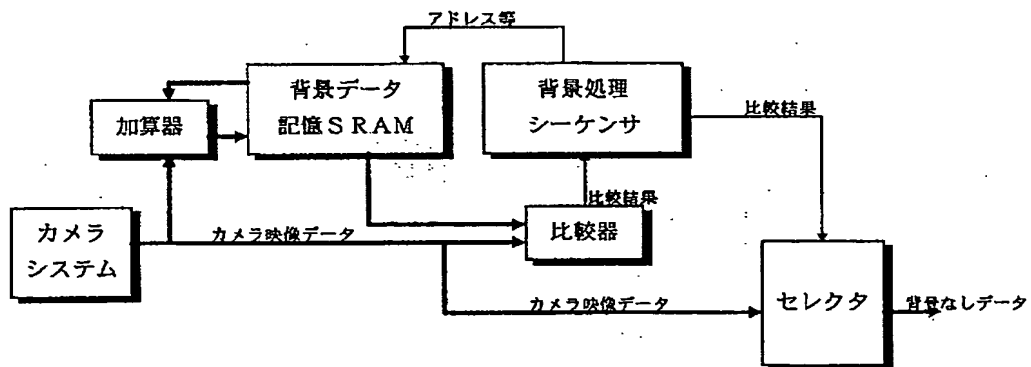 アドレス等
背景データ
記憶SRAM
背景処理
シーケンサ
加算器
比較結果
比較結果
カメラ
システム
カメラ映像データ
比較器
カメラ映像データ
セレクタ
背景なしデータ